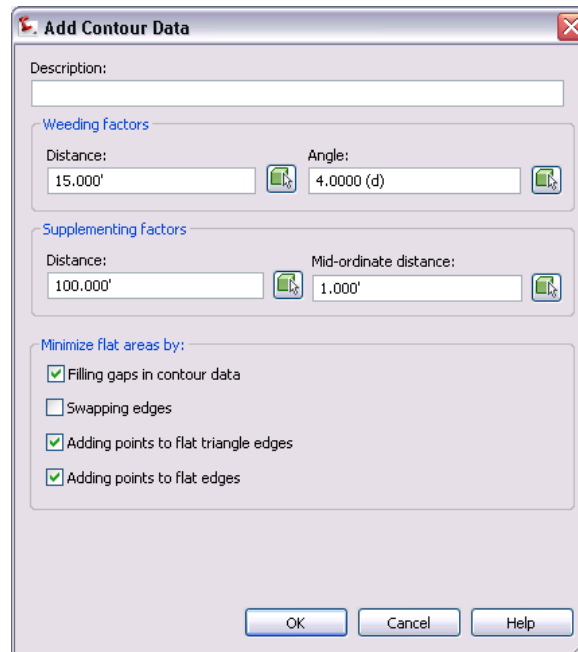 Add Contour Data
Description:
Weeding factors
Distance: Angle:
15.000' 4.0000 (d)
Supplementing factors
Distance: Mid-ordinate distance:
100.000' 1.000'
Minimize flat areas by:
Filling gaps in contour data
Swapping edges
Adding points to flat triangle edges
Adding points to flat edges
OK Cancel Help